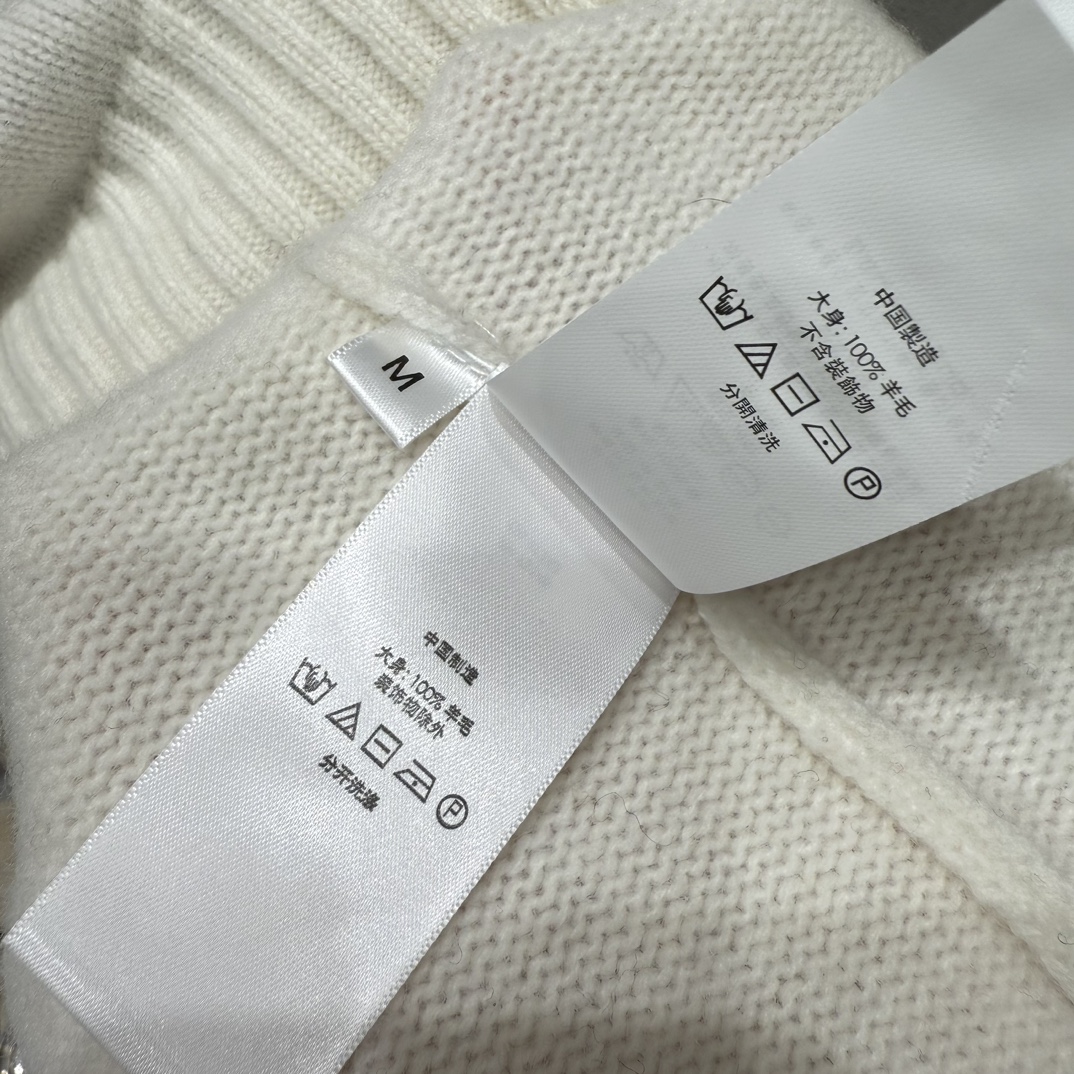 M
中国製造
大身: 100% 羊毛
不含裝飾物
P
分開清洗
中国制造
大身: 100% 羊毛
装饰物除外
P
分开洗涤